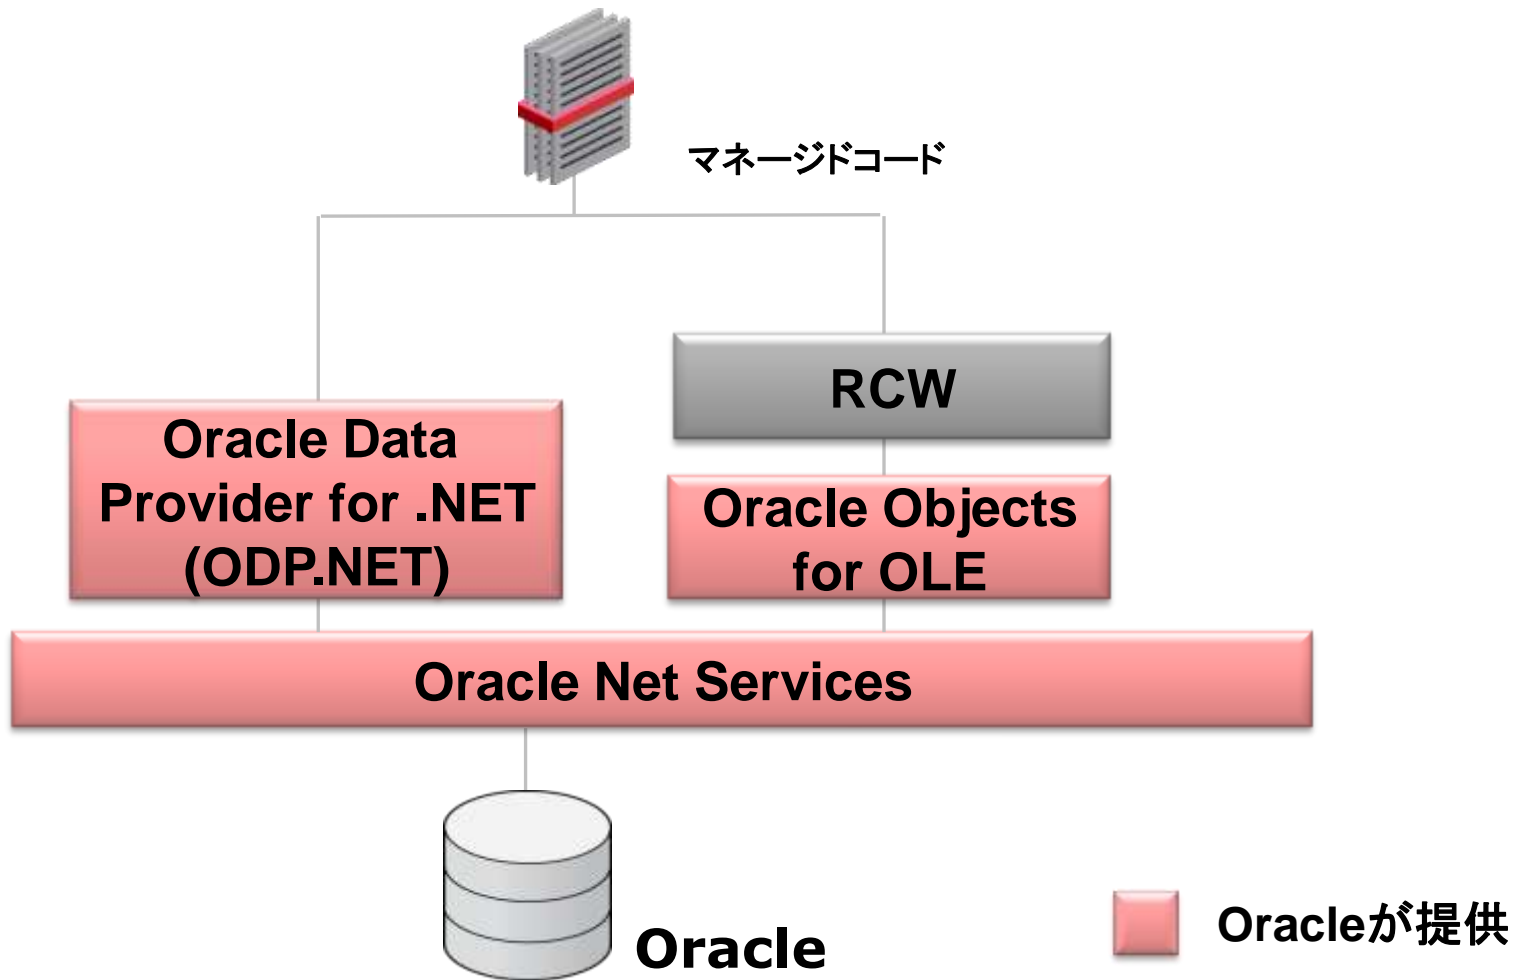 マネージドコード
RCW
Oracle Data
Provider for .NET
(ODP.NET)
Oracle Objects
for OLE
Oracle Net Services
Oracle
Oracleが提供